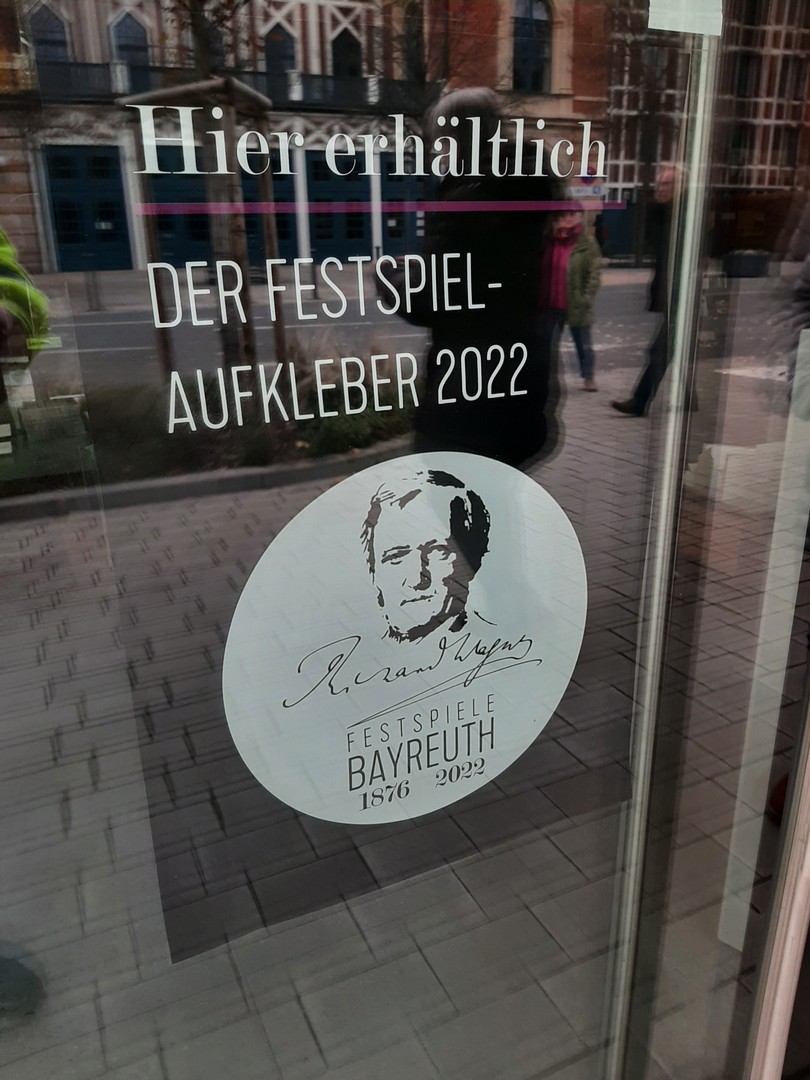 Hier erhältlich
DER FESTSPIEL-
AUFKLEBER 2022
Richard Wagner
FESTSPIELE
BAYREUTH
1876 2022